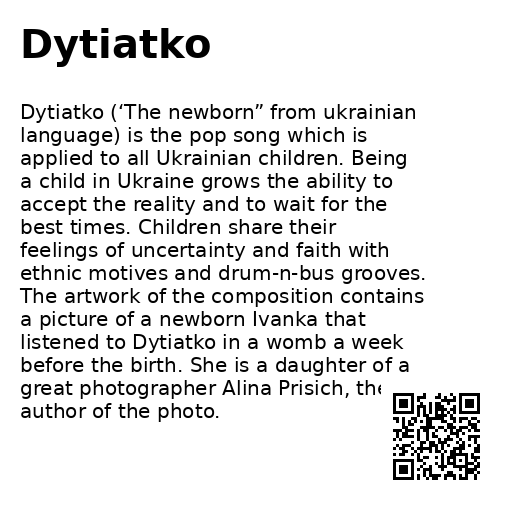 Dytiatko
Dytiatko (‘The newborn” from ukrainian
language) is the pop song which is
applied to all Ukrainian children. Being
a child in Ukraine grows the ability to
accept the reality and to wait for the
best times. Children share their
feelings of uncertainty and faith with
ethnic motives and drum-n-bus grooves.
The artwork of the composition contains
a picture of a newborn Ivanka that
listened to Dytiatko in a womb a week
before the birth. She is a daughter of a
great photographer Alina Prisich, the
author of the photo.